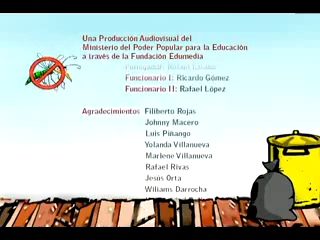 Una Producción Audiovisual del
Ministerio del Poder Popular para la Educación
a través de la Fundación Edumedia
Funcionario I: Ricardo Gómez
Funcionario II: Rafael López
Agradecimientos Filiberto Rojas
Johnny Macero
Luis Piñango
Yolanda Villanueva
Marlene Villanueva
Rafael Rivas
Jesús Orta
Wiliams Darrocha